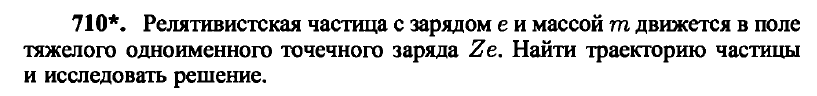 710*. Релятивистская частица с зарядом e и массой m движется в поле
тяжелого одноименного точечного заряда Ze. Найти траекторию частицы
и исследовать решение.